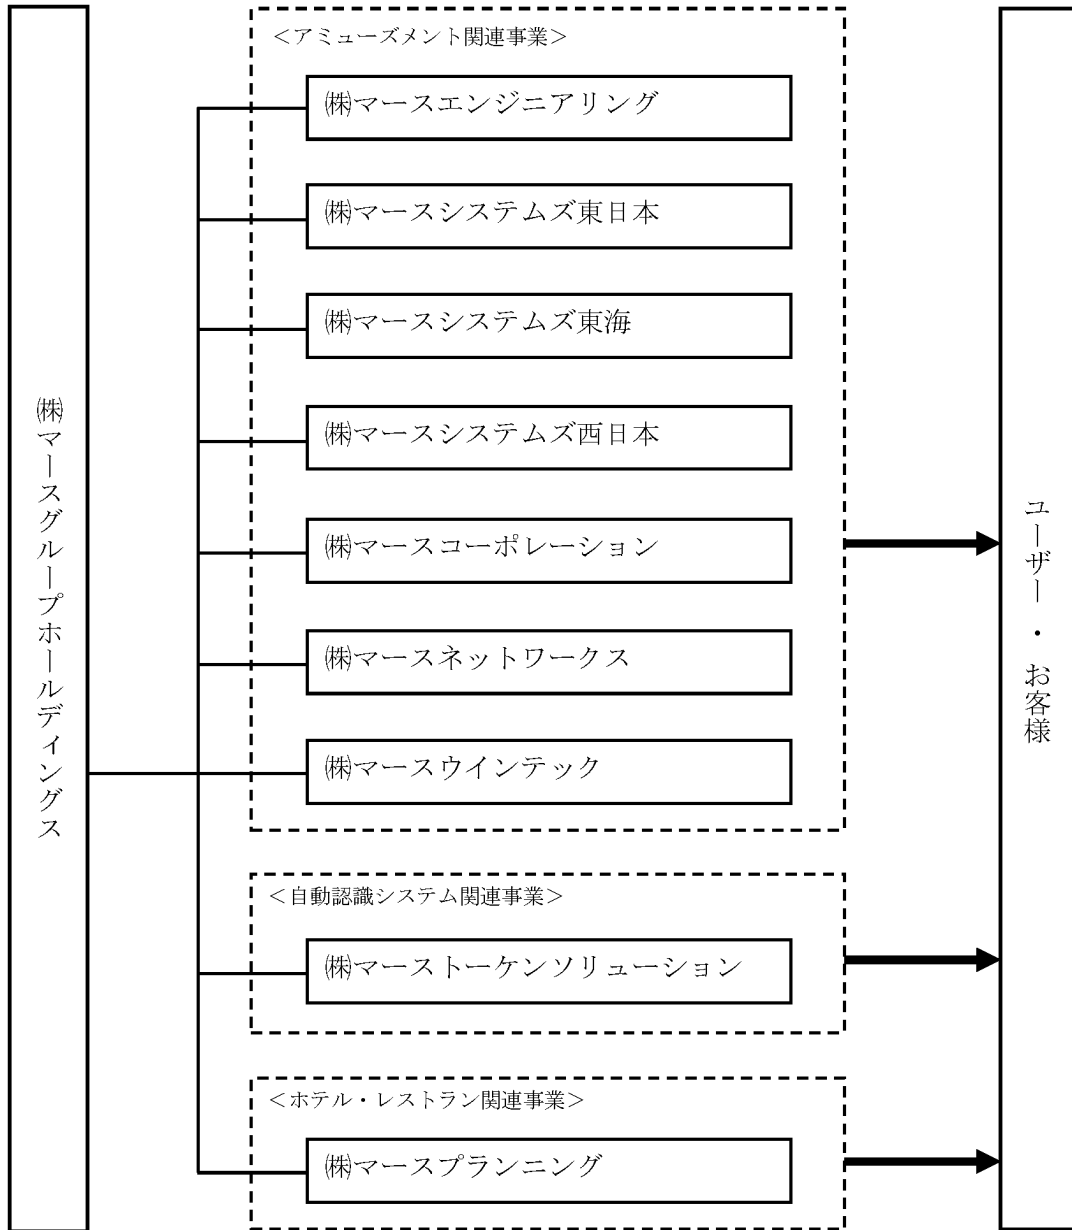 ㈱マースグループホールディングス
＜アミューズメント関連事業＞
㈱マースエンジニアリング
㈱マースシステムズ東日本
㈱マースシステムズ東海
㈱マースシステムズ西日本
㈱マースコーポレーション
㈱マースネットワークス
㈱マースウインテック
＜自動認識システム関連事業＞
㈱マーストーケンソリューション
＜ホテル・レストラン関連事業＞
㈱マースプランニング
ユーザー・お客様